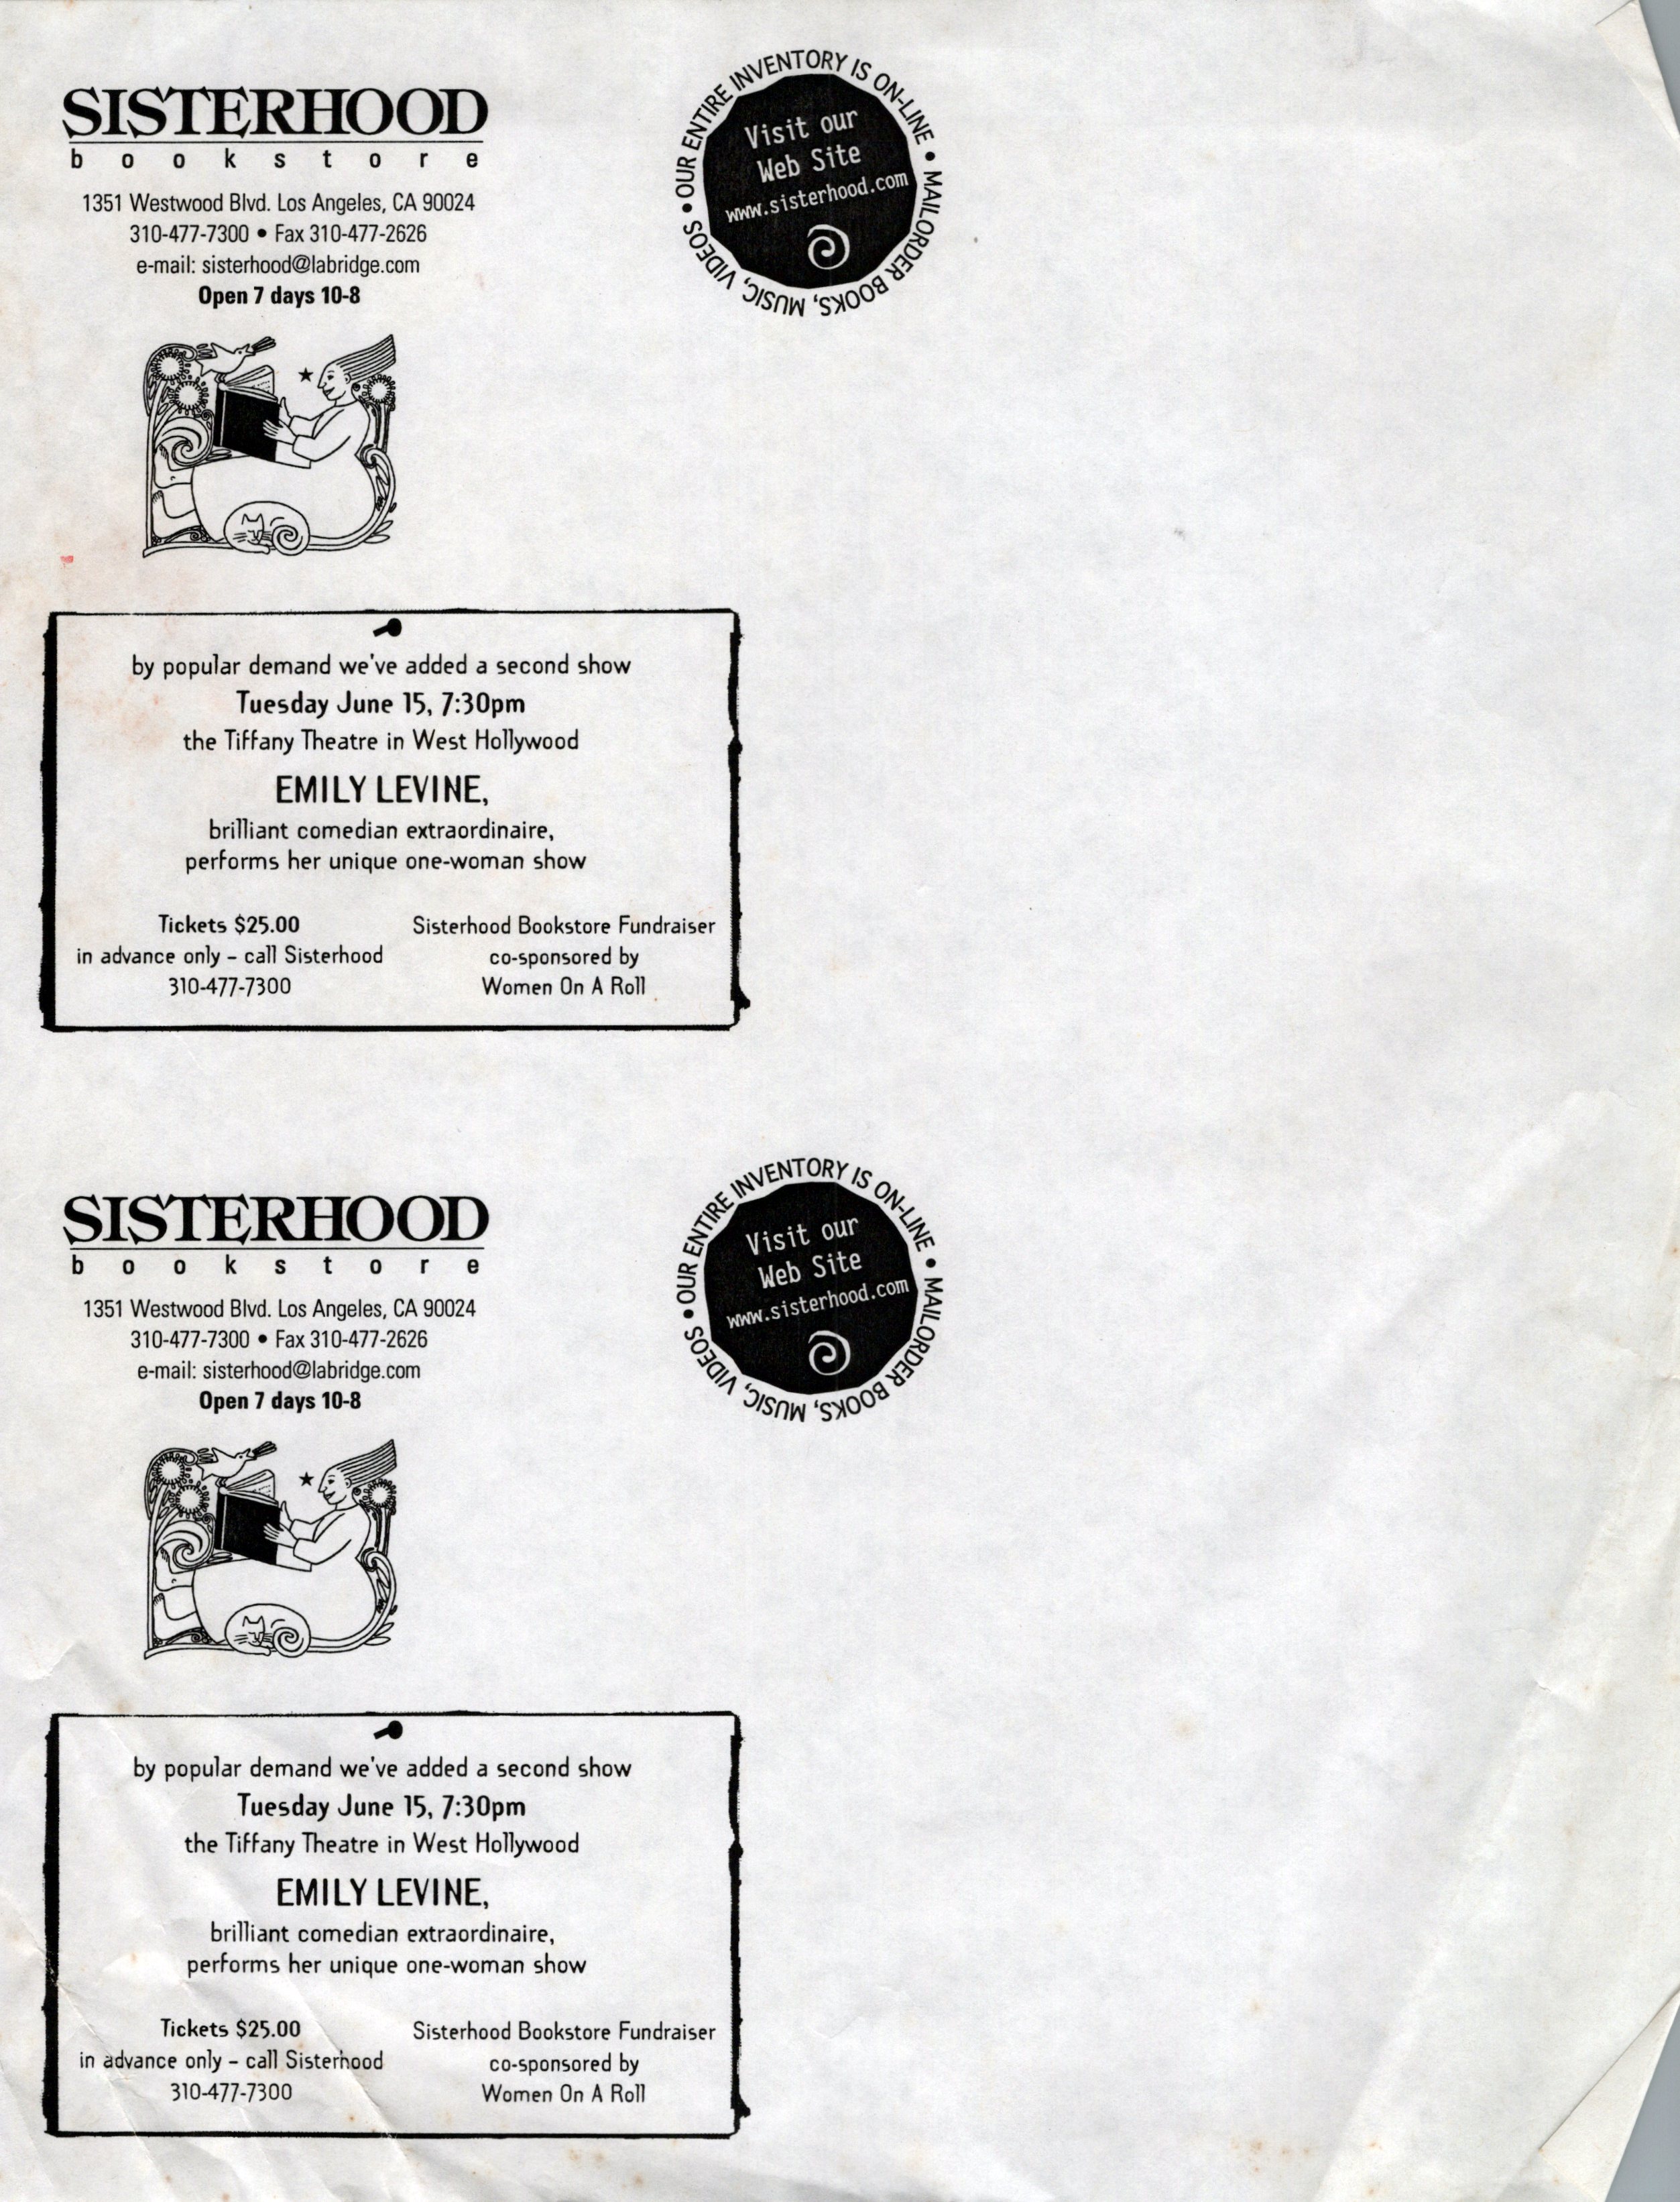 SISTERHOOD
bookstore
1351 Westwood Blvd. Los Angeles, CA 90024
310-477-7300 • Fax 310-477-2626
e-mail: sisterhood@labridge.com
Open 7 days 10-8
• OUR ENTIRE INVENTORY IS ON-LINE • MAILORDER BOOKS, MUSIC, VIDEOS
Visit our
Web Site
www.sisterhood.com
by popular demand we've added a second show
Tuesday June 15, 7:30pm
the Tiffany Theatre in West Hollywood
EMILY LEVINE,
brilliant comedian extraordinaire,
performs her unique one-woman show
Tickets $25.00
in advance only - call Sisterhood
310-477-7300
Sisterhood Bookstore Fundraiser
co-sponsored by
Women On A Roll
SISTERHOOD
bookstore
1351 Westwood Blvd. Los Angeles, CA 90024
310-477-7300 • Fax 310-477-2626
e-mail: sisterhood@labridge.com
Open 7 days 10-8
• OUR ENTIRE INVENTORY IS ON-LINE • MAILORDER BOOKS, MUSIC, VIDEOS
Visit our
Web Site
www.sisterhood.com
by popular demand we've added a second show
Tuesday June 15, 7:30pm
the Tiffany Theatre in West Hollywood
EMILY LEVINE,
brilliant comedian extraordinaire,
performs her unique one-woman show
Tickets $25.00
in advance only - call Sisterhood
310-477-7300
Sisterhood Bookstore Fundraiser
co-sponsored by
Women On A Roll